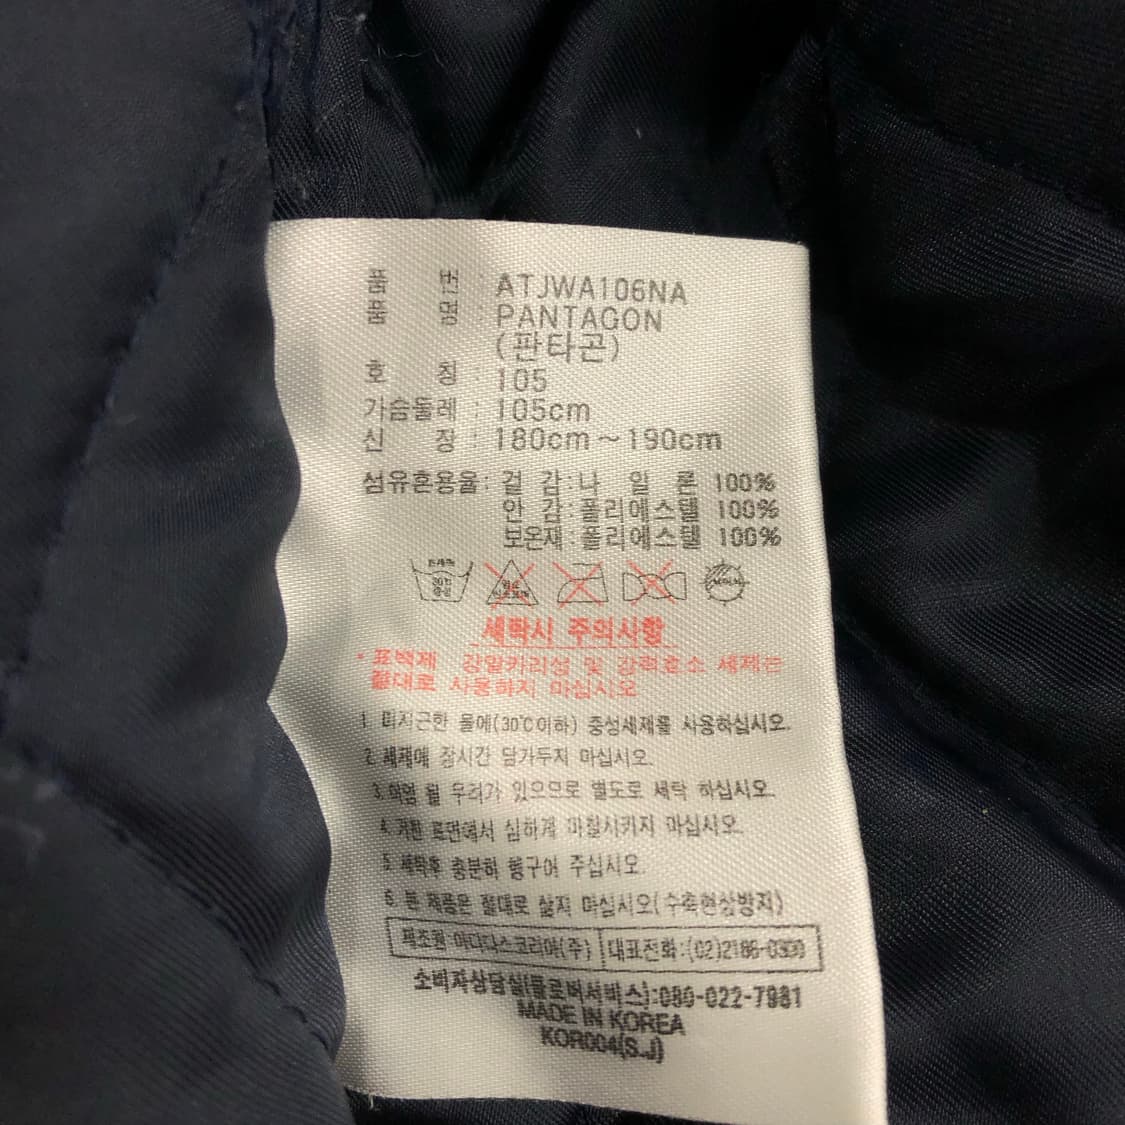 품 번 : ATJWA106NA
품 명 : PANTAGON
(판타곤)
호 칭 : 105
가슴둘레 : 105cm
신 장 : 180cm~190cm
섬유혼용율: 겉 감:나 일 론 100%
안 감:폴리에스텔 100%
보온재:폴리에스텔 100%
30℃
중성
세탁시 주의사항
* 표백제 강알카리성 및 강력효소 세제는
절대로 사용하지 마십시오
1. 미지근한 물에(30℃이하) 중성세제를 사용하십시오.
2. 세제에 장시간 담가두지 마십시오.
3. 이염 될 우려가 있으므로 별도로 세탁 하십시오.
4. 거친 표면에서 심하게 마찰시키지 마십시오.
5. 세탁후 충분히 헹구어 주십시오.
6. 본 제품은 절대로 삶지 마십시오(수축현상방지)
제조원 아디다스코리아(주) 대표전화:(02)2186-0300
소비자상담실(클로버서비스):080-022-7981
MADE IN KOREA
KOR004(S.J)